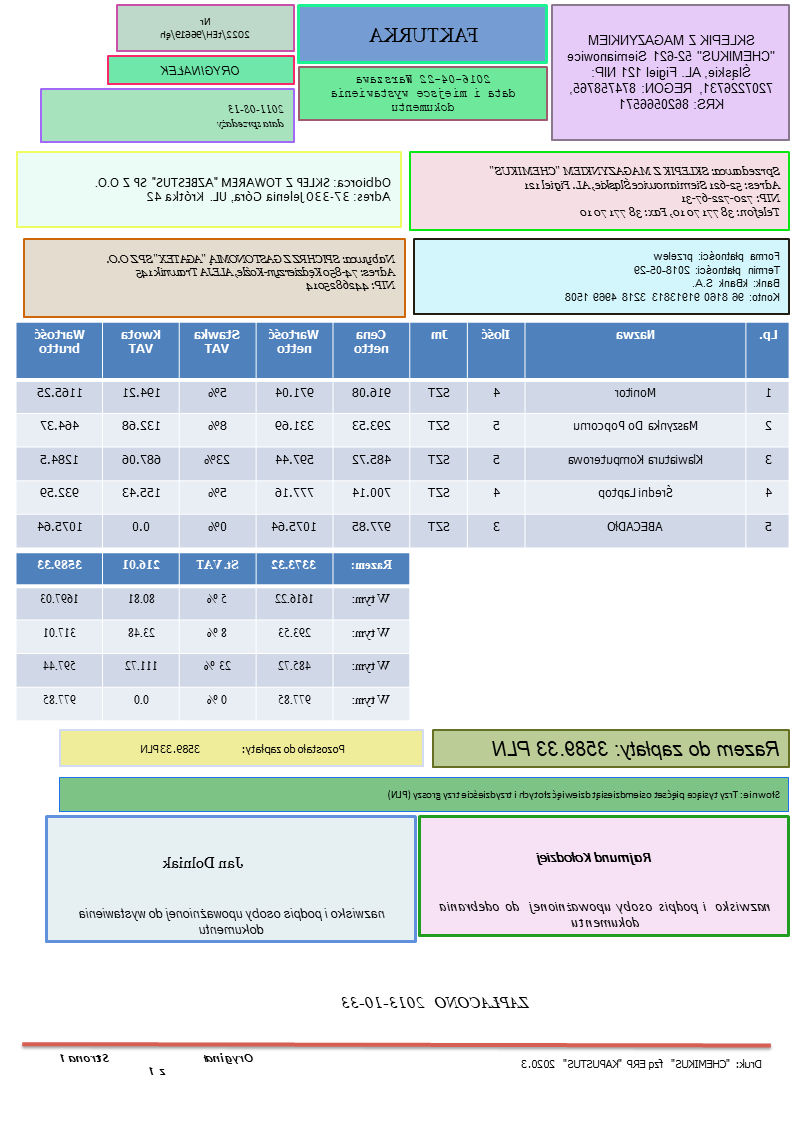 SKLEPIK Z MAGAZYNKIEM
"CHEMIKUS" 52-621 Siemianowice
Śląskie, AL. Figiel 121 NIP:
7207226731, REGON: 874758765,
KRS: 8620566571
FAKTURKA
2016-04-22 Warszawa
data i miejsce wystawienia
dokumentu
Nr
2022/tEH/96619/ęh
ORYGINAŁEK
2011-08-13
data sprzedaży
Sprzedawca: SKLEPIK Z MAGAZYNKIEM "CHEMIKUS"
Adres: 52-621 Siemianowice Śląskie, AL. Figiel 121
NIP: 720-722-67-31
Telefon: 38 771 70 10, Fax: 38 771 70 10
Odbiorca: SKLEP Z TOWAREM "AZBESTUS" SP Z O.O.
Adres: 37-330 Jelenia Góra, UL. Krótka 42
Forma płatności: przelew
Termin płatności: 2018-05-29
Bank: kBank S.A.
Konto: 96 8160 91913813 3218 4969 1508
Nabywca: SPICHRZ Z GASTONOMIĄ "AGATEX" SP Z O.O.
Adres: 74-850 Kędzierzyn-Koźle, ALEJA Traumik 145
NIP: 4426825014
Lp. Nazwa Ilość Jm Cena netto Wartość netto Stawka VAT Kwota VAT Wartość brutto
1 Monitor 4 SZT 916.08 971.04 5% 194.21 1165.25
2 Maszynka Do Popcornu 5 SZT 293.53 331.69 8% 132.68 464.37
3 Klawiatura Komputerowa 5 SZT 485.72 597.44 23% 687.06 1284.5
4 Średni Laptop 4 SZT 700.14 777.16 5% 155.43 932.59
5 ABECADŁO 3 SZT 977.85 1075.64 0% 0.0 1075.64
Razem: 3373.32 St.VAT 216.01 3589.33
W tym: 1616.22 5 % 80.81 1697.03
W tym: 293.53 8 % 23.48 317.01
W tym: 485.72 23 % 111.72 597.44
W tym: 977.85 0 % 0.0 977.85
Razem do zapłaty: 3589.33 PLN
Pozostało do zapłaty: 3589.33 PLN
Słownie: Trzy tysiące pięćset osiemdziesiąt dziewięć złotych i trzydzieście trzy groszy (PLN)
Rajmund Kołodziej
nazwisko i podpis osoby upoważnionej do odebrania
dokumentu
Jan Dolniak
nazwisko i podpis osoby upoważnionej do wystawienia
dokumentu
ZAPŁACONO 2013-10-33
Druk: "CHEMIKUS" fzq ERP "KAPUSTUS" 2020.3
Oryginał
Strona 1
z 1